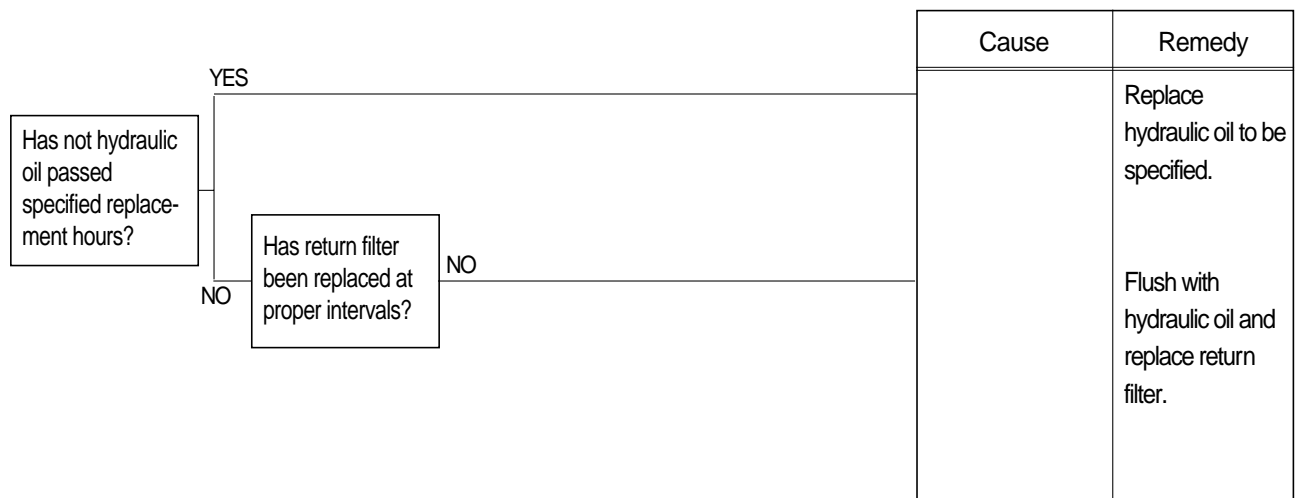 Cause
Remedy
YES
Replace
hydraulic oil to be
specified.
Has not hydraulic
oil passed
specified replace-
ment hours?
Has return filter
been replaced at
proper intervals?
NO
NO
Flush with
hydraulic oil and
replace return
filter.